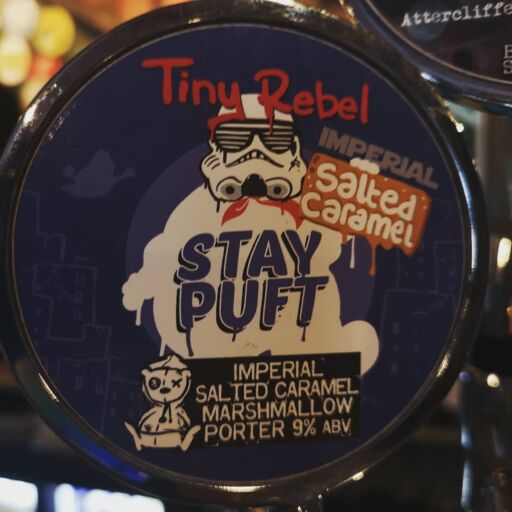 Attercliffe
Tiny Rebel
IMPERIAL
Salted
Caramel
STAY
PUFT
IMPERIAL
SALTED CARAMEL
MARSHMALLOW
PORTER 9% ABV